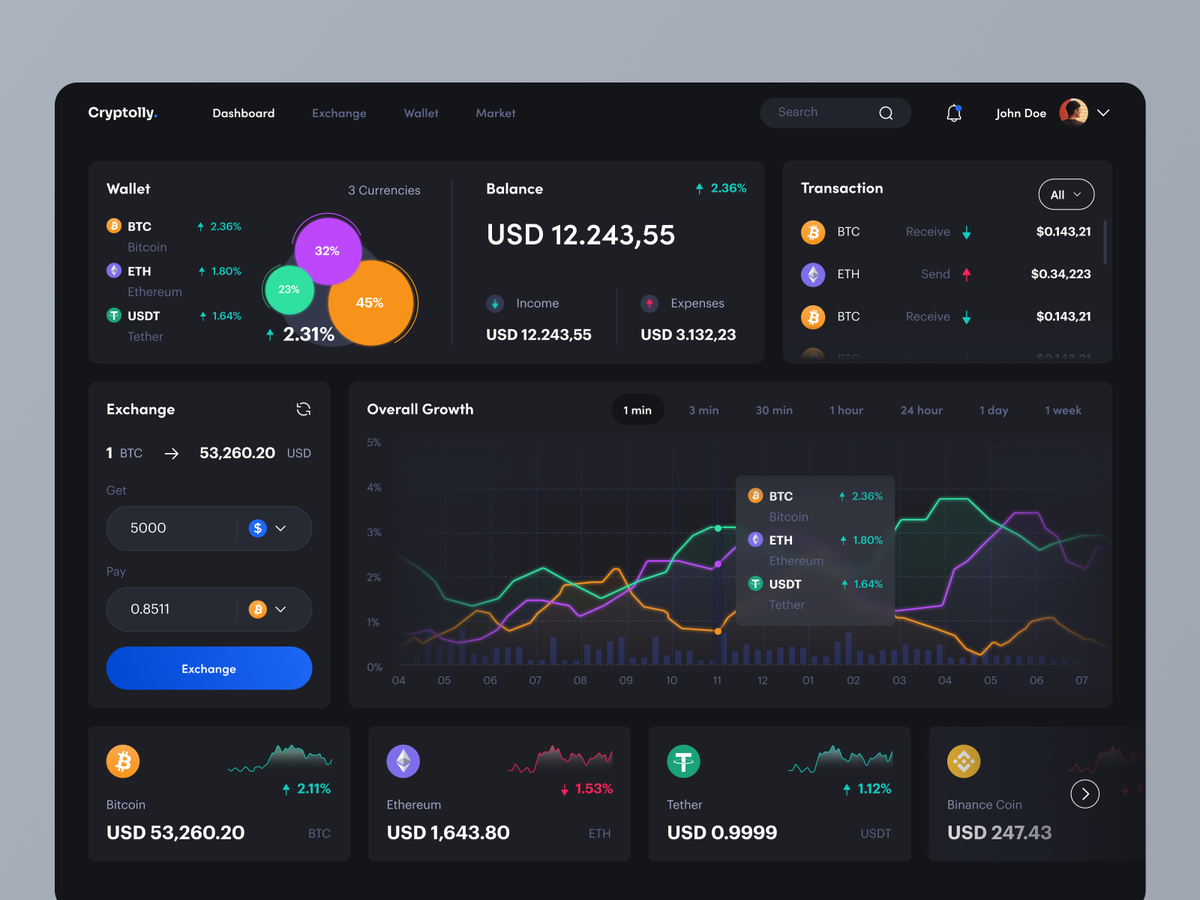 Cryptolly.
Dashboard
Exchange
Wallet
Market
Search
John Doe
Wallet
3 Currencies
BTC
2.36%
Bitcoin
ETH
1.80%
Ethereum
USDT
1.64%
Tether
32%
23%
45%
2.31%
Balance
2.36%
USD 12.243,55
Income
USD 12.243,55
Expenses
USD 3.132,23
Transaction
All
BTC Receive $0.143,21
ETH Send $0.34,223
BTC Receive $0.143,21
BTC $0.143,21
Exchange
1 BTC → 53,260.20 USD
Get
5000 $
Pay
0.8511
Exchange
Overall Growth
1 min
3 min
30 min
1 hour
24 hour
1 day
1 week
5%
4%
3%
2%
1%
0%
04 05 06 07 08 09 10 11 12 01 02 03 04 05 06 07
BTC
2.36%
Bitcoin
ETH
1.80%
Ethereum
USDT
1.64%
Tether
2.11%
Bitcoin
USD 53,260.20 BTC
1.53%
Ethereum
USD 1,643.80 ETH
1.12%
Tether
USD 0.9999 USDT
Binance Coin
USD 247.43